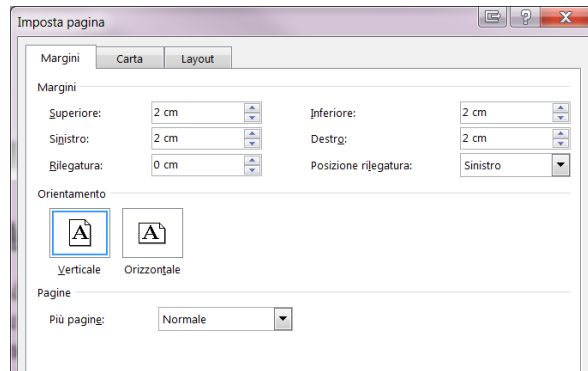 Imposta pagina
Margini Carta Layout
Margini
Superiore: 2 cm Inferiore: 2 cm
Sinistro: 2 cm Destro: 2 cm
Rilegatura: 0 cm Posizione rilegatura: Sinistro
Orientamento
A A
Verticale Orizzontale
Pagine
Più pagine: Normale